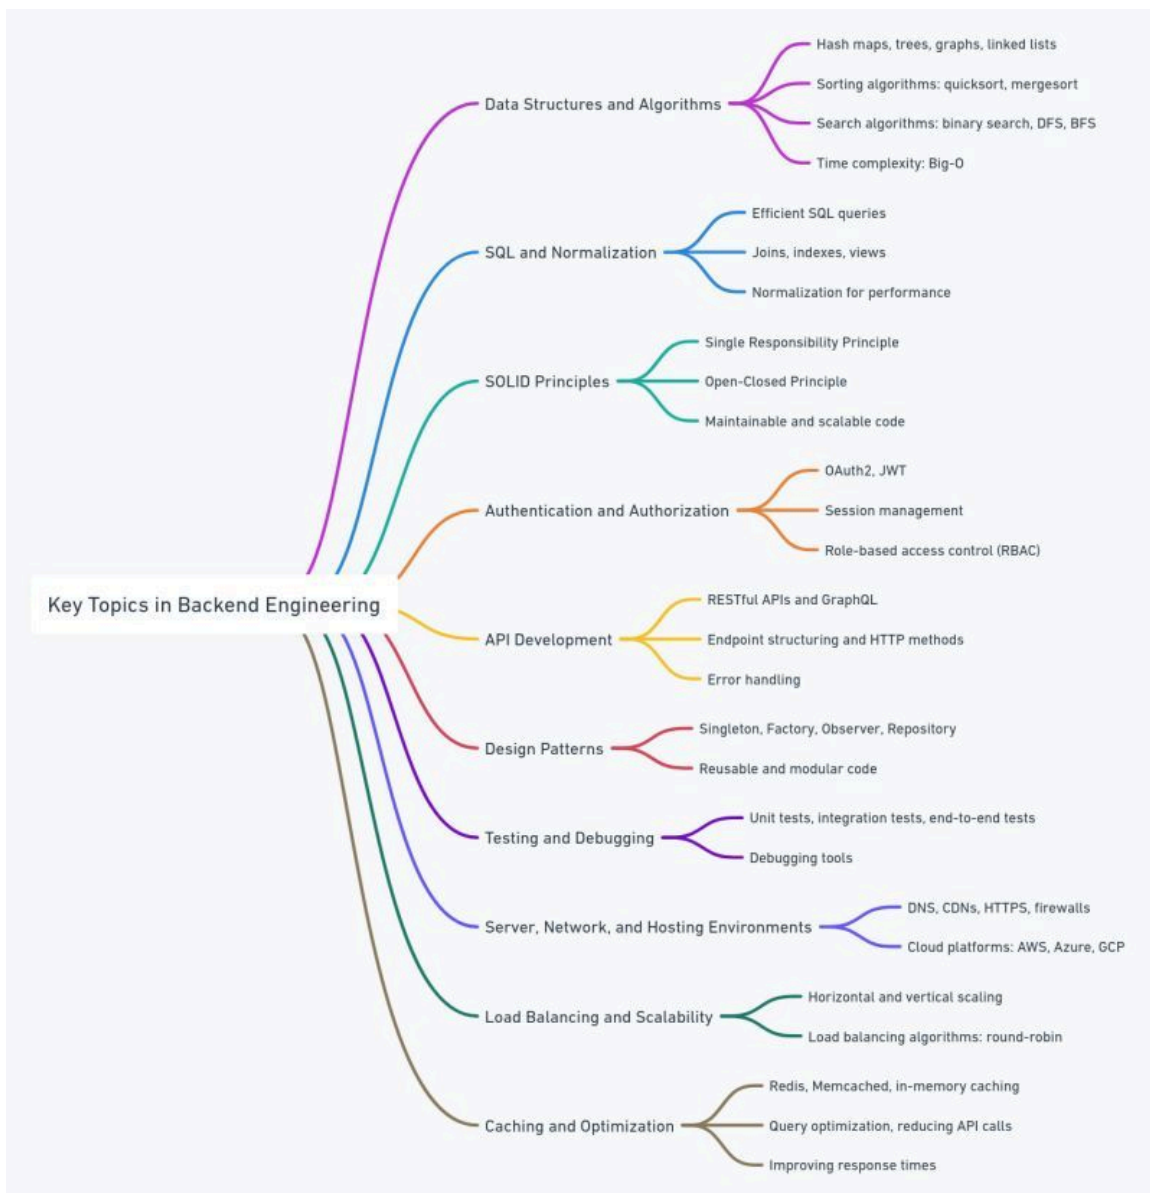 Key Topics in Backend Engineering
Data Structures and Algorithms
Hash maps, trees, graphs, linked lists
Sorting algorithms: quicksort, mergesort
Search algorithms: binary search, DFS, BFS
Time complexity: Big-O
SQL and Normalization
Efficient SQL queries
Joins, indexes, views
Normalization for performance
SOLID Principles
Single Responsibility Principle
Open-Closed Principle
Maintainable and scalable code
Authentication and Authorization
OAuth2, JWT
Session management
Role-based access control (RBAC)
API Development
RESTful APIs and GraphQL
Endpoint structuring and HTTP methods
Error handling
Design Patterns
Singleton, Factory, Observer, Repository
Reusable and modular code
Testing and Debugging
Unit tests, integration tests, end-to-end tests
Debugging tools
Server, Network, and Hosting Environments
DNS, CDNs, HTTPS, firewalls
Cloud platforms: AWS, Azure, GCP
Load Balancing and Scalability
Horizontal and vertical scaling
Load balancing algorithms: round-robin
Caching and Optimization
Redis, Memcached, in-memory caching
Query optimization, reducing API calls
Improving response times